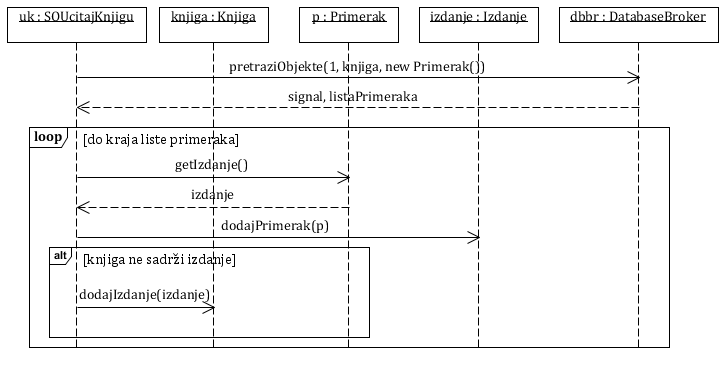 uk : SOUcitajKnjigu
knjiga : Knjiga
p : Primerak
izdanje : Izdanje
dbbr : DatabaseBroker
pretraziObjekte(1, knjiga, new Primerak())
signal, listaPrimeraka
loop
[do kraja liste primeraka]
getIzdanje()
izdanje
dodajPrimerak(p)
alt
[knjiga ne sadrži izdanje]
dodajIzdanje(izdanje)